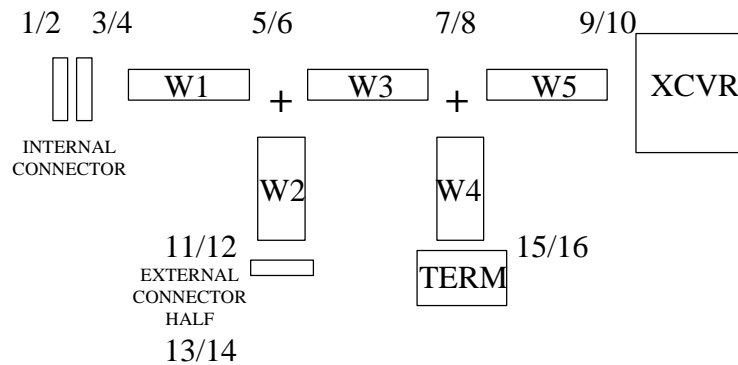 1/2 3/4 5/6 7/8 9/10
W1 + W3 + W5 XCVR
INTERNAL
CONNECTOR
W2 W4
11/12 15/16
EXTERNAL
CONNECTOR
HALF
TERM
13/14